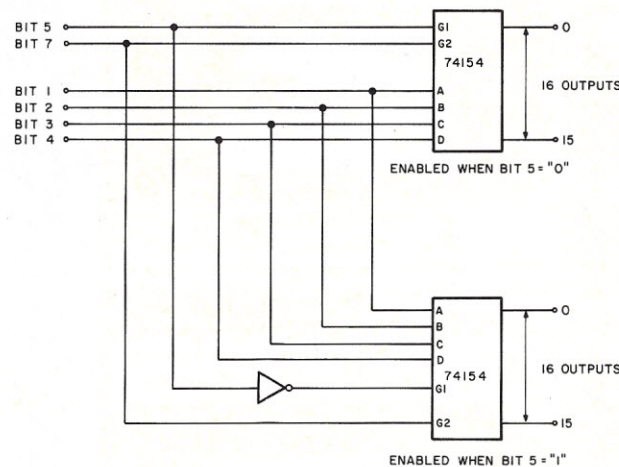 BIT 5
BIT 7
BIT 1
BIT 2
BIT 3
BIT 4
G1
G2
74154
A
B
C
D
0
16 OUTPUTS
15
ENABLED WHEN BIT 5 = "0"
A
B
C
D
74154
G1
G2
0
16 OUTPUTS
15
ENABLED WHEN BIT 5 = "1"